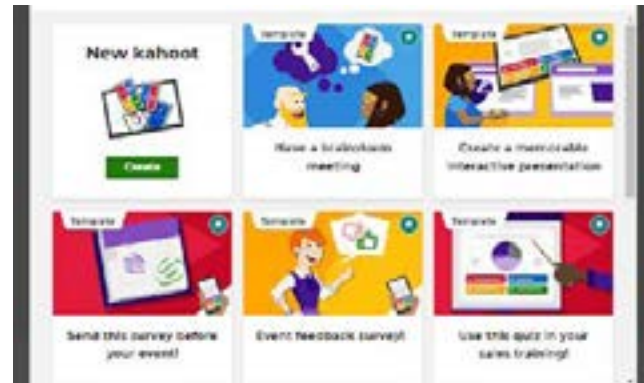 New kahoot
Create
Template
Have a brainstorm
meeting
Template
Create a memorable
interactive presentation
Template
Send this survey before
your event!
Template
Event feedback survey!
Template
Use this quiz in your
sales training!